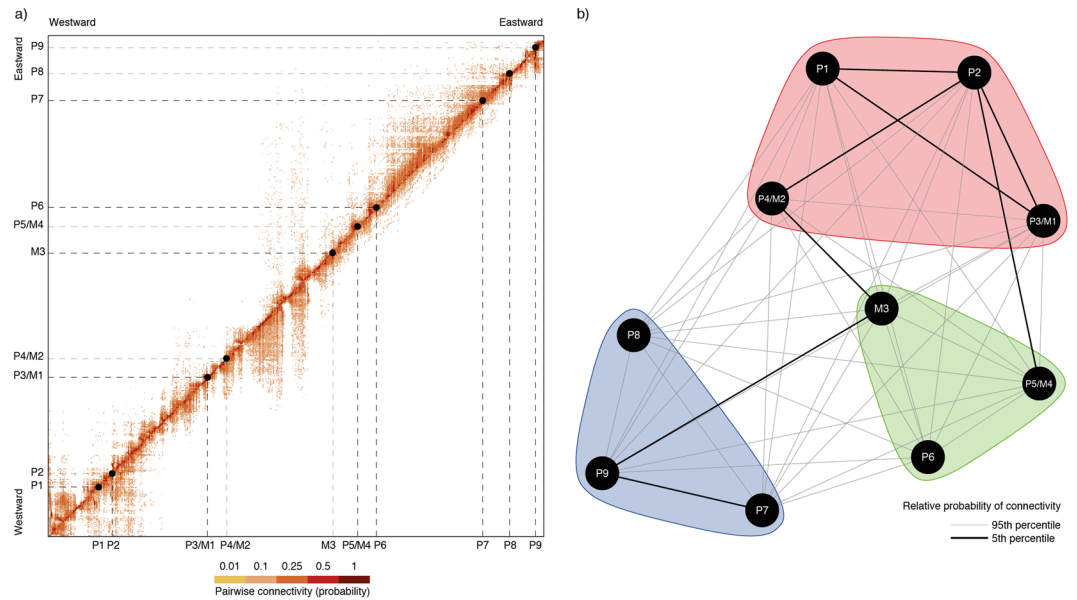 a)
Westward
Eastward
Eastward
P9
P8
P7
P6
P5/M4
M3
P4/M2
P3/M1
P2
P1
Westward
P1 P2 P3/M1 P4/M2 M3 P5/M4 P6 P7 P8 P9
0.01 0.1 0.25 0.5 1
Pairwise connectivity (probability)
b)
P1
P2
P4/M2
P3/M1
M3
P8
P5/M4
P6
P9
P7
Relative probability of connectivity
95th percentile
5th percentile